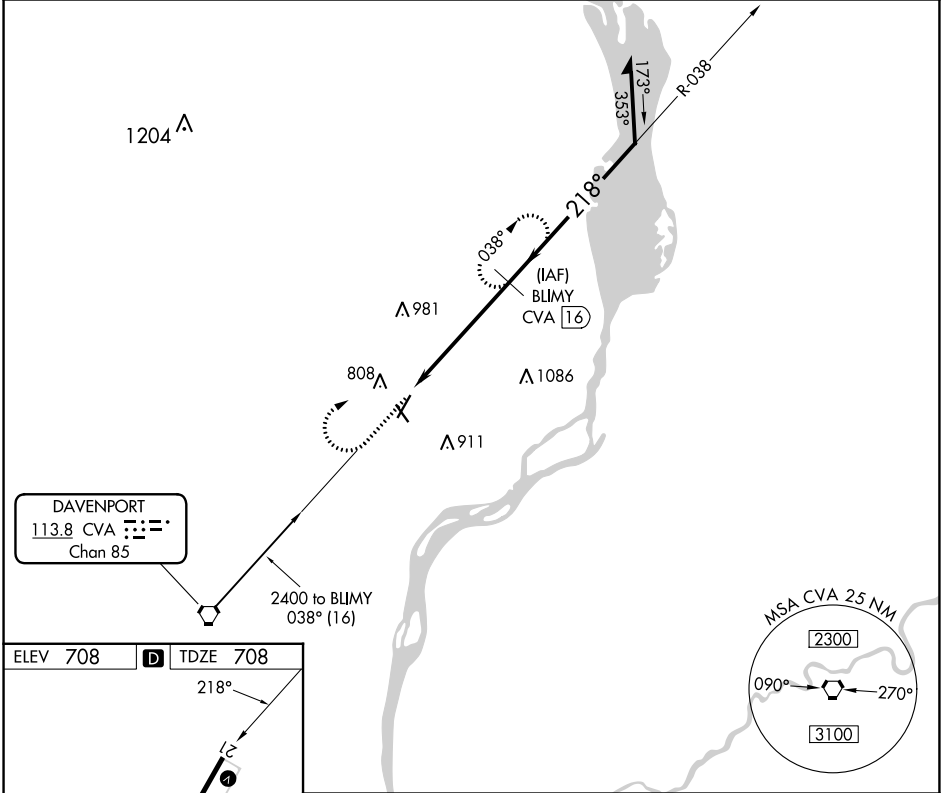 R-038
173°
353°
1204
218°
038°
(IAF)
BLIMY
CVA 16
981
808
1086
911
DAVENPORT
113.8 CVA
Chan 85
2400 to BLIMY
038° (16)
MSA CVA 25 NM
2300
090°
270°
3100
ELEV 708 D TDZE 708
218°
21
V